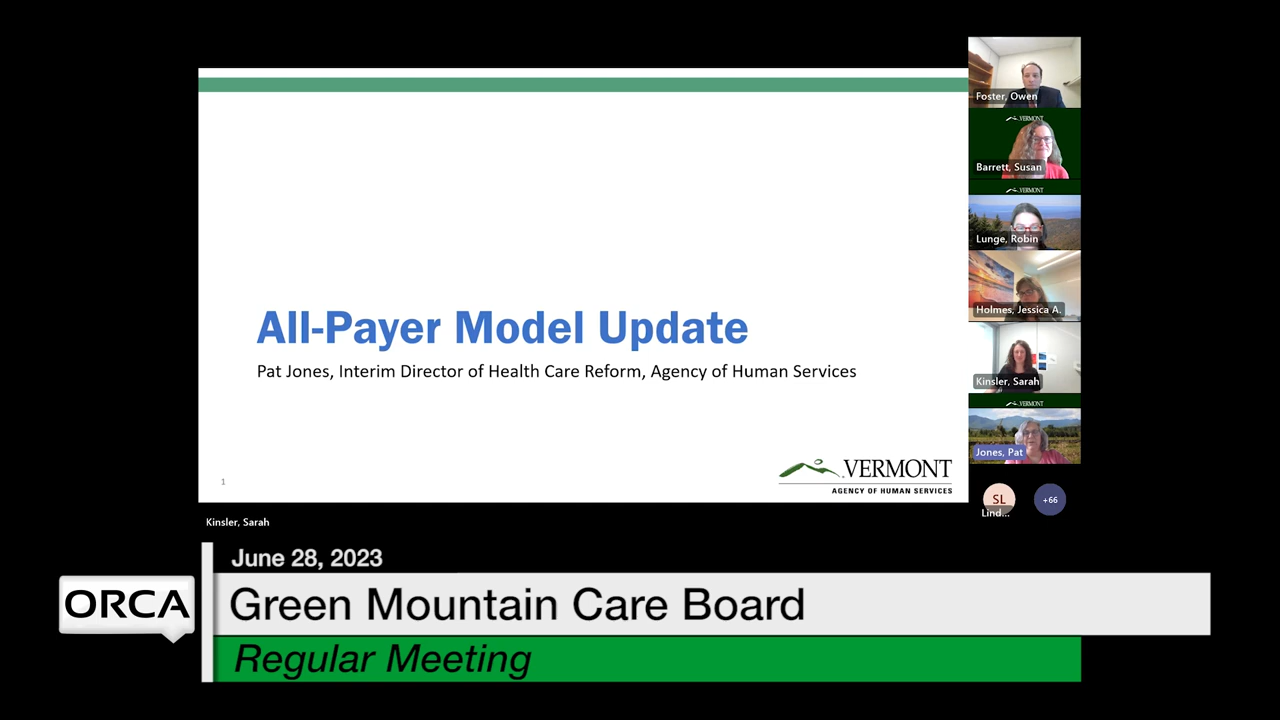 All-Payer Model Update
Pat Jones, Interim Director of Health Care Reform, Agency of Human Services
1
VERMONT
AGENCY OF HUMAN SERVICES
Foster, Owen
VERMONT
Barrett, Susan
VERMONT
Lunge, Robin
Holmes, Jessica A.
Kinsler, Sarah
VERMONT
Jones, Pat
SL
Lind...
+66
Kinsler, Sarah
June 28, 2023
ORCA
Green Mountain Care Board
Regular Meeting